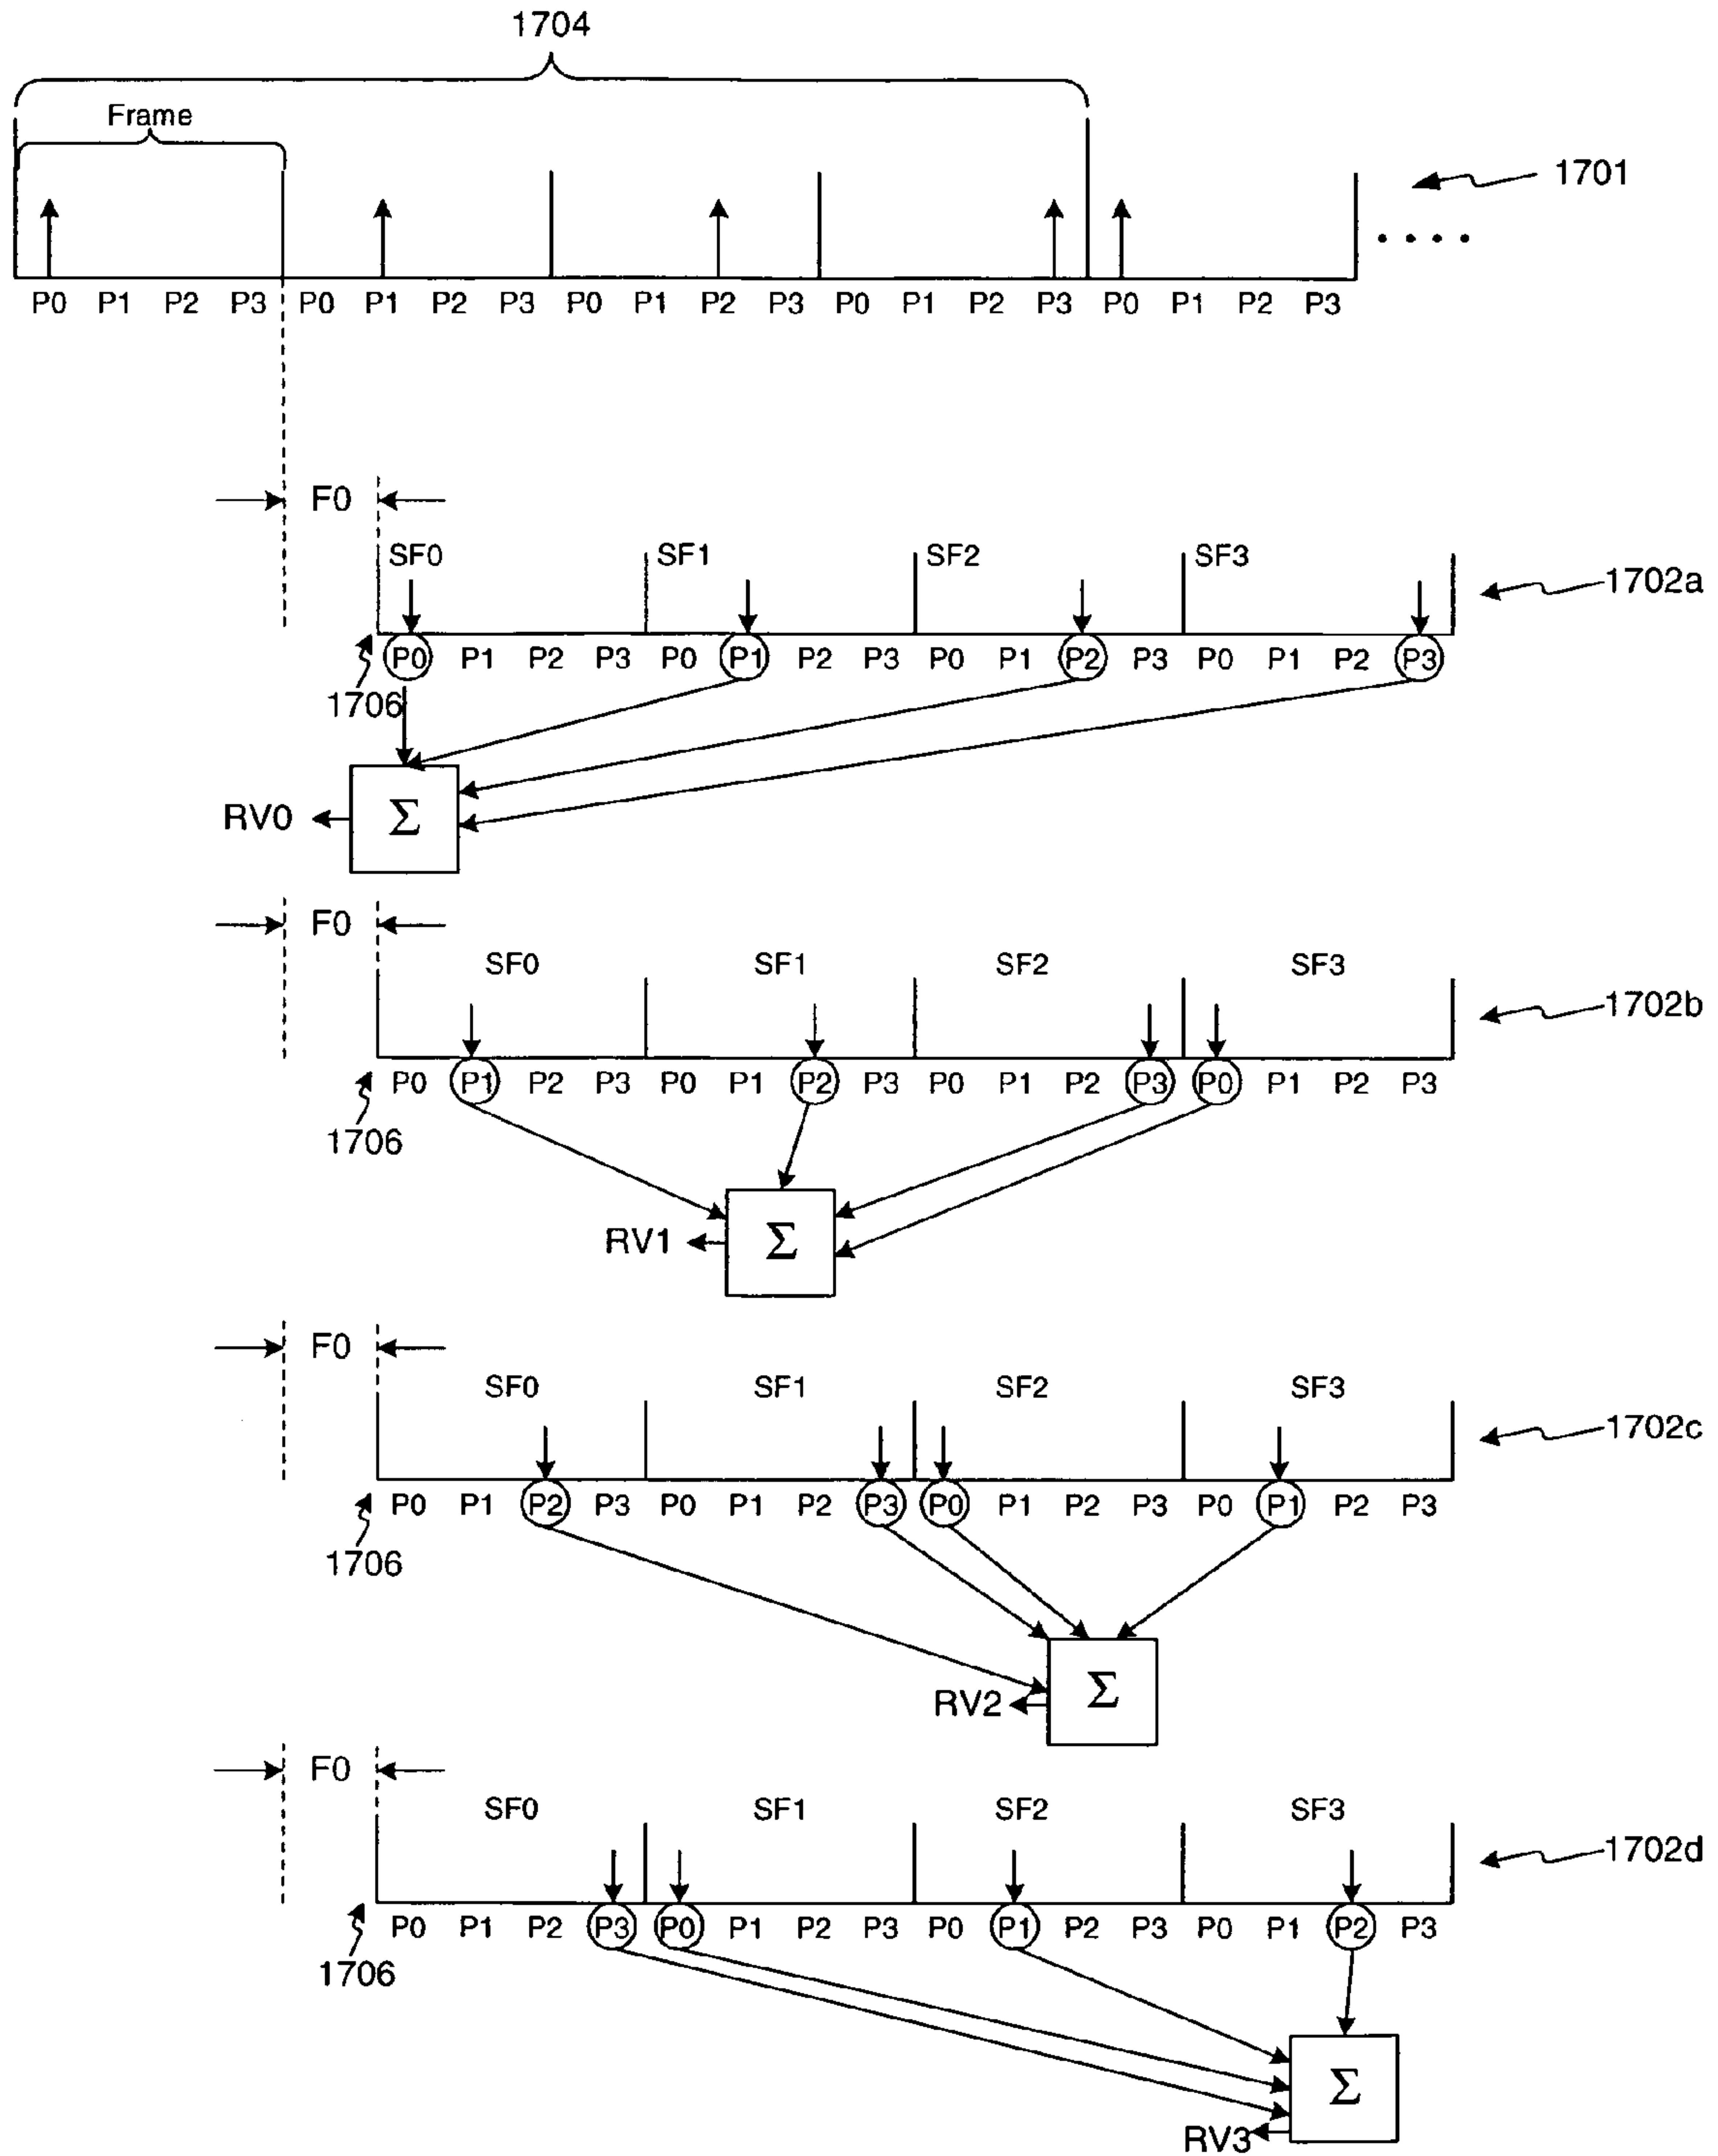 1704
Frame
1701
P0 P1 P2 P3 P0 P1 P2 P3 P0 P1 P2 P3 P0 P1 P2 P3 P0 P1 P2 P3
F0
SF0 SF1 SF2 SF3
1702a
P0 P1 P2 P3 P0 P1 P2 P3 P0 P1 P2 P3 P0 P1 P2 P3
1706
RV0 Σ
F0
SF0 SF1 SF2 SF3
1702b
P0 P1 P2 P3 P0 P1 P2 P3 P0 P1 P2 P3 P0 P1 P2 P3
1706
RV1 Σ
F0
SF0 SF1 SF2 SF3
1702c
P0 P1 P2 P3 P0 P1 P2 P3 P0 P1 P2 P3 P0 P1 P2 P3
1706
RV2 Σ
F0
SF0 SF1 SF2 SF3
1702d
P0 P1 P2 P3 P0 P1 P2 P3 P0 P1 P2 P3 P0 P1 P2 P3
1706
Σ
RV3